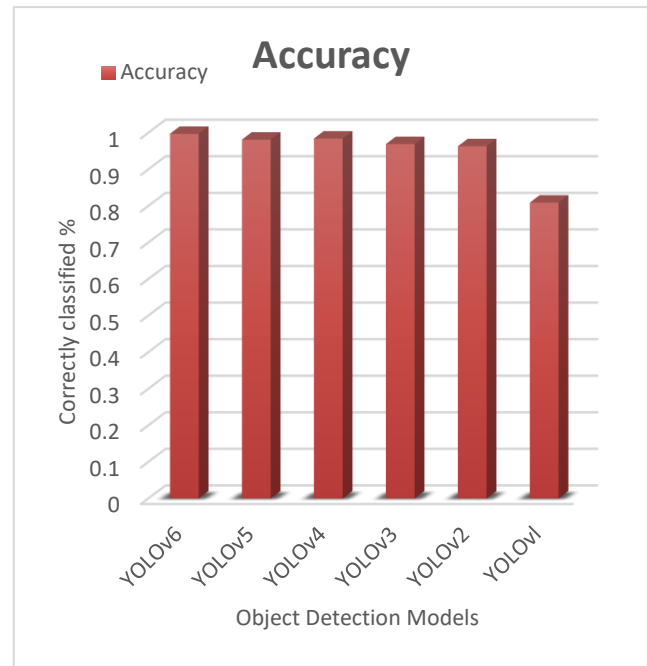 Accuracy
Accuracy
Correctly classified %
1
0.9
0.8
0.7
0.6
0.5
0.4
0.3
0.2
0.1
0
YOLOv6
YOLOv5
YOLOv4
YOLOv3
YOLOv2
YOLOvl
Object Detection Models